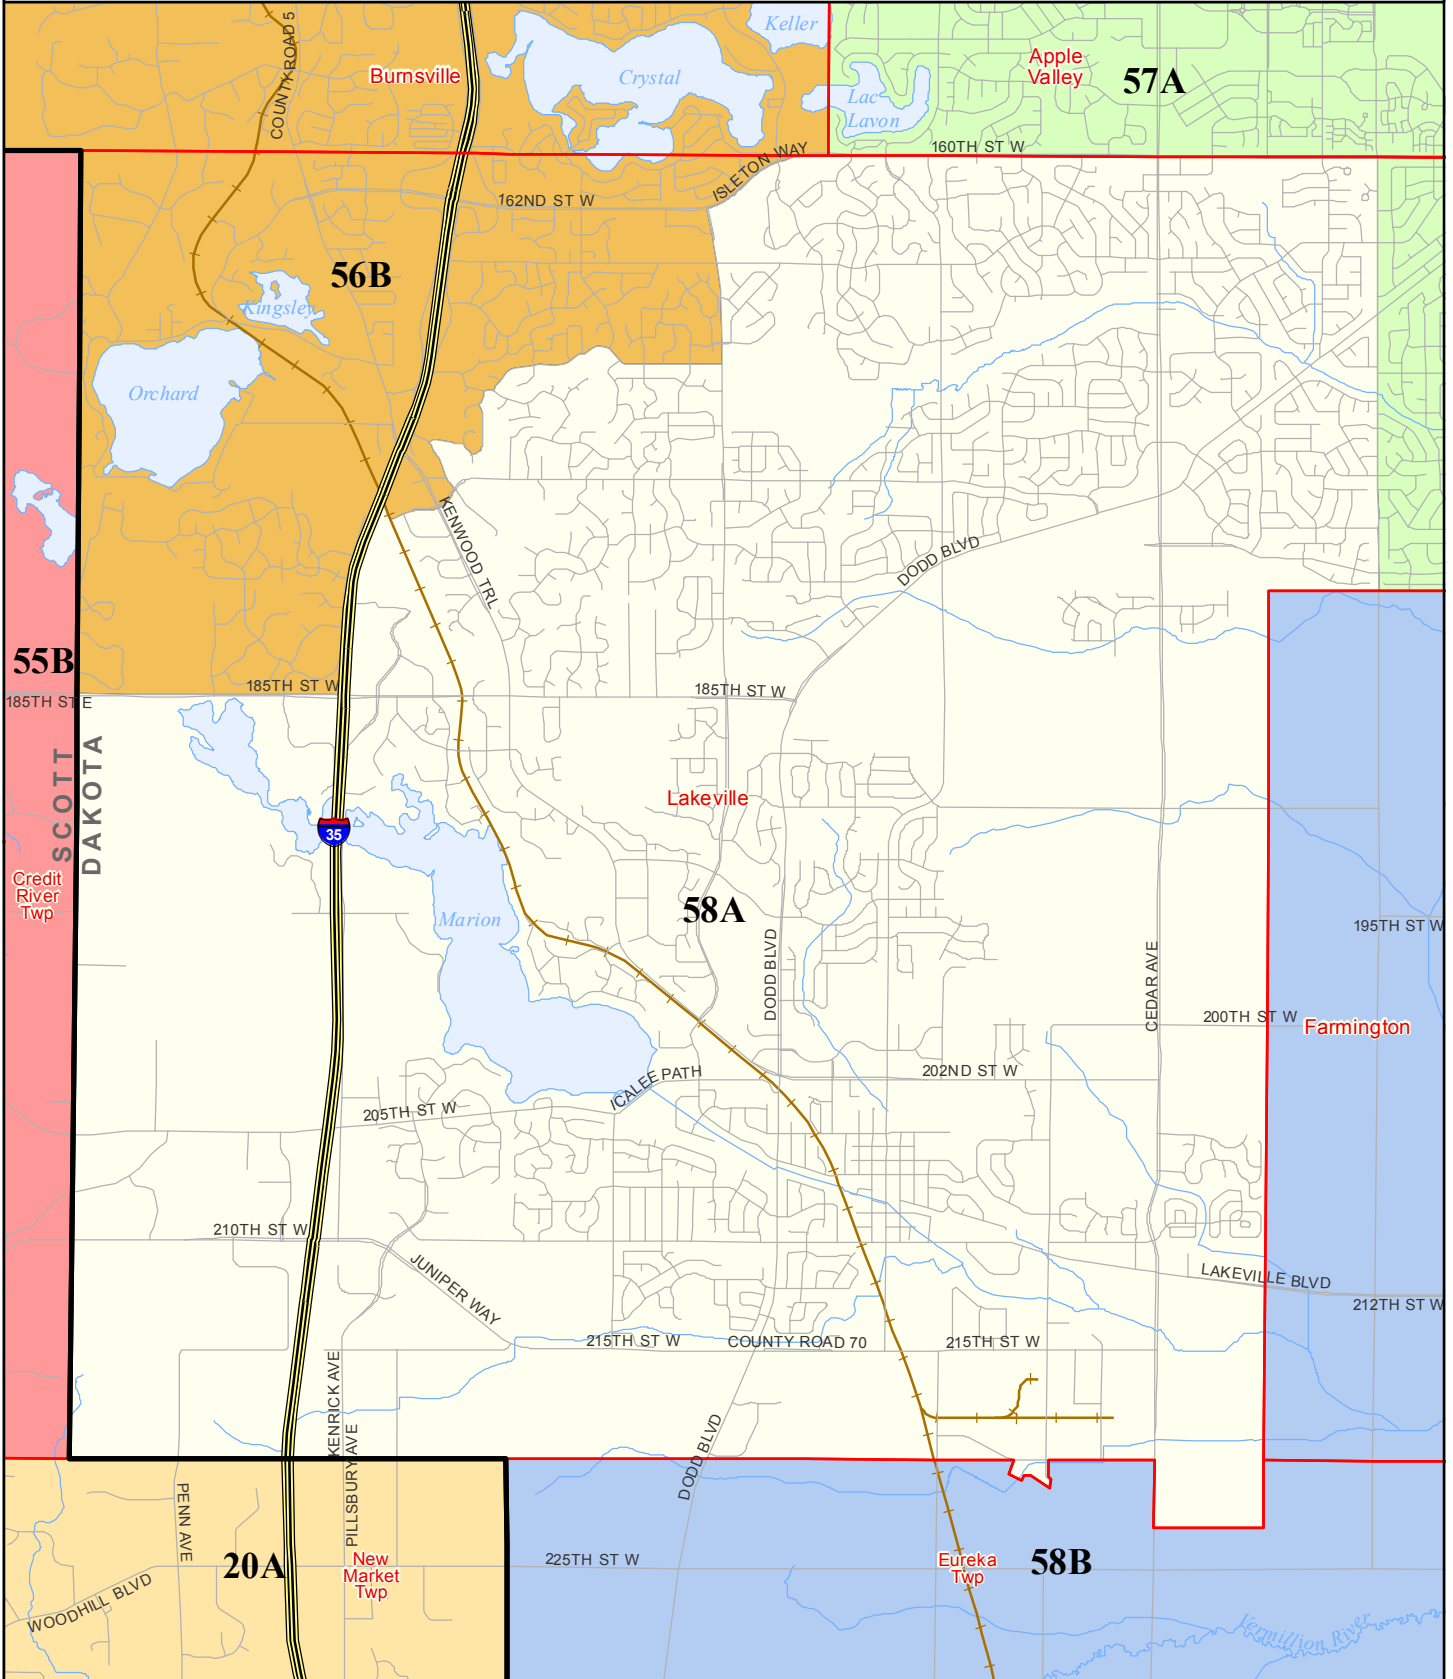 COUNTY ROAD 5
Burnsville
Keller
Crystal
Lac
Lavon
Apple
Valley
57A
160TH ST W
ISLETON WAY
162ND ST W
56B
Kingsley
Orchard
KENWOOD TRL
DODD BLVD
55B
185TH ST W
185TH ST W
185TH ST E
SCOTT
DAKOTA
Lakeville
35
Credit
River
Twp
Marion
58A
DODD BLVD
CEDAR AVE
195TH ST W
200TH ST W
Farmington
202ND ST W
ICALEE PATH
205TH ST W
210TH ST W
JUNIPER WAY
LAKEVILLE BLVD
212TH ST W
215TH ST W
COUNTY ROAD 70
215TH ST W
KENRICK AVE
DODD BLVD
PILLSBURY AVE
PENN AVE
20A
New
Market
Twp
225TH ST W
Eureka
Twp
58B
WOODHILL BLVD
Vermillion River